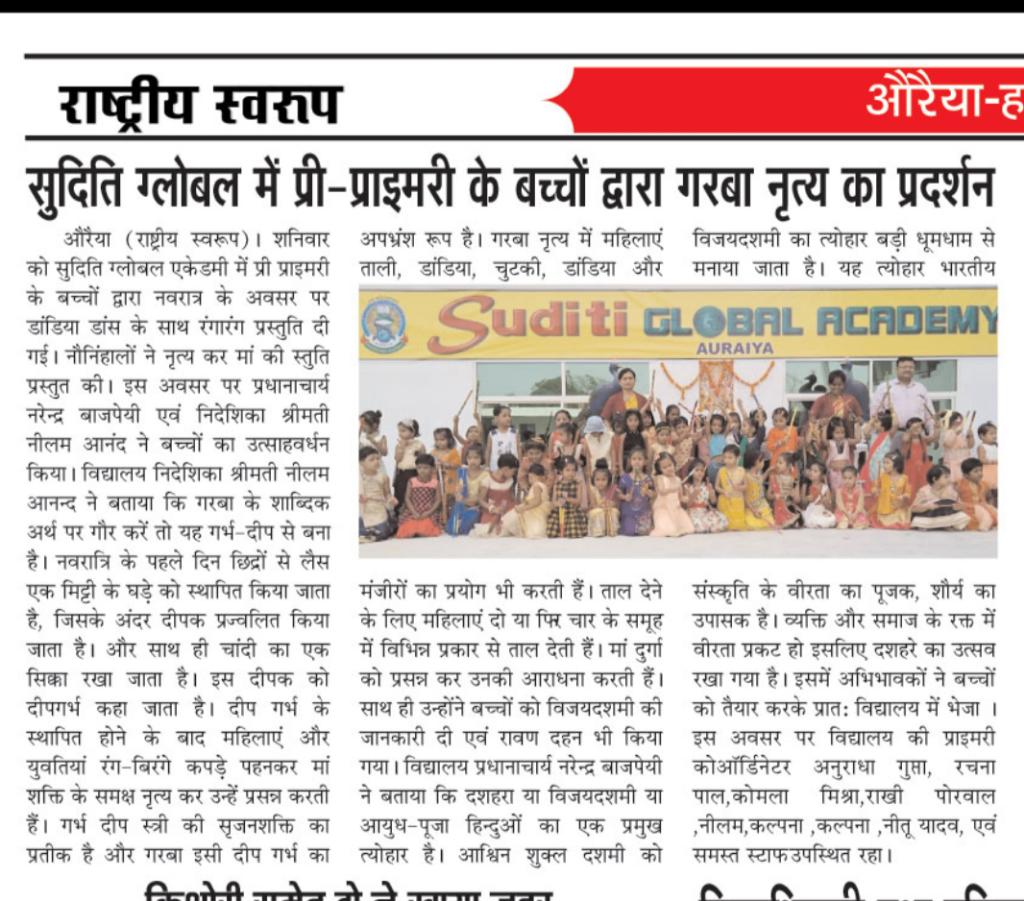 राष्ट्रीय स्वरुप
औरैया-ह
सुदिति ग्लोबल में प्री-प्राइमरी के बच्चों द्वारा गरबा नृत्य का प्रदर्शन
औरैया (राष्ट्रीय स्वरूप)। शनिवार
को सुदिति ग्लोबल एकेडमी में प्री प्राइमरी
के बच्चों द्वारा नवरात्र के अवसर पर
डांडिया डांस के साथ रंगारंग प्रस्तुति दी
गई। नौनिंहालों ने नृत्य कर मां की स्तुति
प्रस्तुत की। इस अवसर पर प्रधानाचार्य
नरेन्द्र बाजपेयी एवं निदेशिका श्रीमती
नीलम आनंद ने बच्चों का उत्साहवर्धन
किया। विद्यालय निदेशिका श्रीमती नीलम
आनन्द ने बताया कि गरबा के शाब्दिक
अर्थ पर गौर करें तो यह गर्भ-दीप से बना
है। नवरात्रि के पहले दिन छिद्रों से लैस
एक मिट्टी के घड़े को स्थापित किया जाता
है, जिसके अंदर दीपक प्रज्वलित किया
जाता है। और साथ ही चांदी का एक
सिक्का रखा जाता है। इस दीपक को
दीपगर्भ कहा जाता है। दीप गर्भ के
स्थापित होने के बाद महिलाएं और
युवतियां रंग-बिरंगे कपड़े पहनकर मां
शक्ति के समक्ष नृत्य कर उन्हें प्रसन्न करती
हैं। गर्भ दीप स्त्री की सृजनशक्ति का
प्रतीक है और गरबा इसी दीप गर्भ का
अपभ्रंश रूप है। गरबा नृत्य में महिलाएं
ताली, डांडिया, चुटकी, डांडिया और
मंजीरों का प्रयोग भी करती हैं। ताल देने
के लिए महिलाएं दो या फिर चार के समूह
में विभिन्न प्रकार से ताल देती हैं। मां दुर्गा
को प्रसन्न कर उनकी आराधना करती हैं।
साथ ही उन्होंने बच्चों को विजयदशमी की
जानकारी दी एवं रावण दहन भी किया
गया। विद्यालय प्रधानाचार्य नरेन्द्र बाजपेयी
ने बताया कि दशहरा या विजयदशमी या
आयुध-पूजा हिन्दुओं का एक प्रमुख
त्योहार है। आश्विन शुक्ल दशमी को
विजयदशमी का त्योहार बड़ी धूमधाम से
मनाया जाता है। यह त्योहार भारतीय
Suditi GLOBAL ACADEMY
AURAIYA
संस्कृति के वीरता का पूजक, शौर्य का
उपासक है। व्यक्ति और समाज के रक्त में
वीरता प्रकट हो इसलिए दशहरे का उत्सव
रखा गया है। इसमें अभिभावकों ने बच्चों
को तैयार करके प्रात: विद्यालय में भेजा ।
इस अवसर पर विद्यालय की प्राइमरी
कोऑर्डिनेटर अनुराधा गुप्ता, रचना
पाल,कोमला मिश्रा,राखी पोरवाल
,नीलम,कल्पना ,कल्पना ,नीतू यादव, एवं
समस्त स्टाफ उपस्थित रहा।